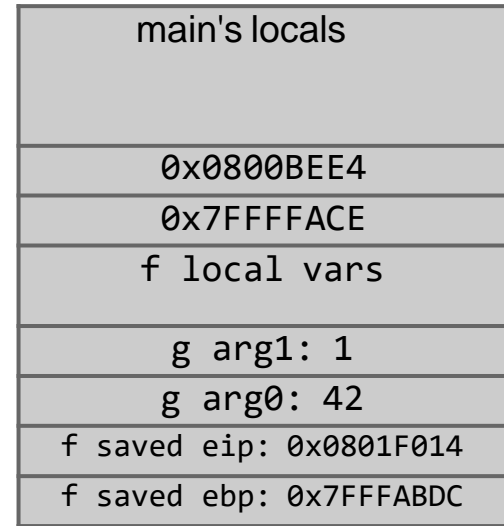 main's locals
0x0800BEE4
0x7FFFFACE
f local vars
g arg1: 1
g arg0: 42
f saved eip: 0x0801F014
f saved ebp: 0x7FFFABDC